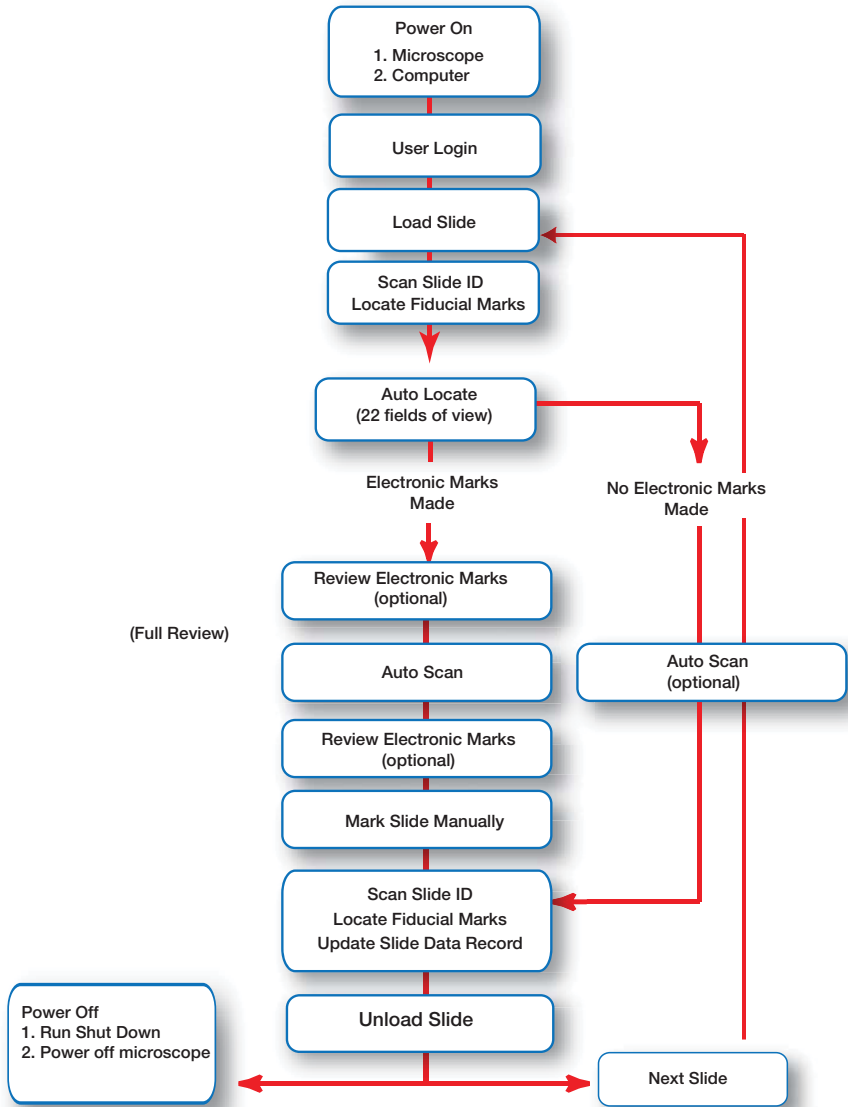 Power On
1. Microscope
2. Computer
User Login
Load Slide
Scan Slide ID
Locate Fiducial Marks
Auto Locate
(22 fields of view)
Electronic Marks
Made
No Electronic Marks
Made
Review Electronic Marks
(optional)
(Full Review)
Auto Scan
Auto Scan
(optional)
Review Electronic Marks
(optional)
Mark Slide Manually
Scan Slide ID
Locate Fiducial Marks
Update Slide Data Record
Unload Slide
Power Off
1. Run Shut Down
2. Power off microscope
Next Slide